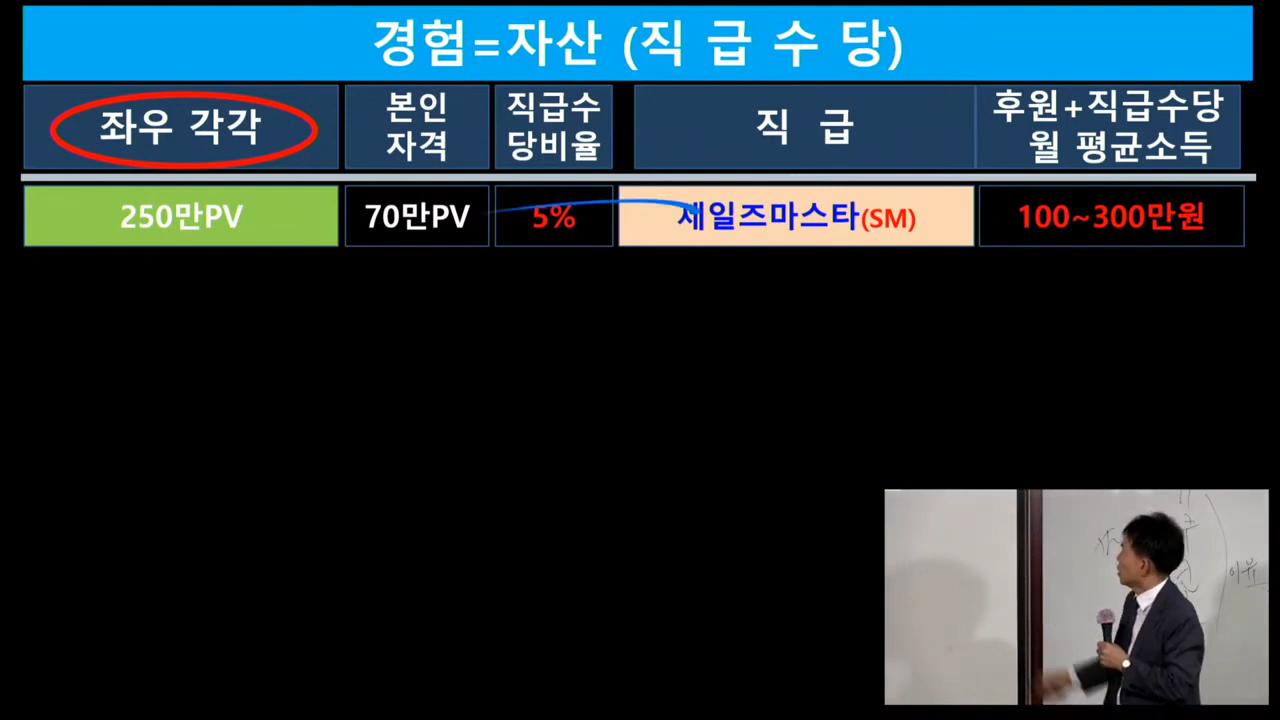 경험=자산 (직 급 수 당)
좌우 각각
본인
자격
직급수
당비율
직 급
후원+직급수당
월 평균소득
250만PV
70만PV
5%
세일즈마스타(SM)
100~300만원